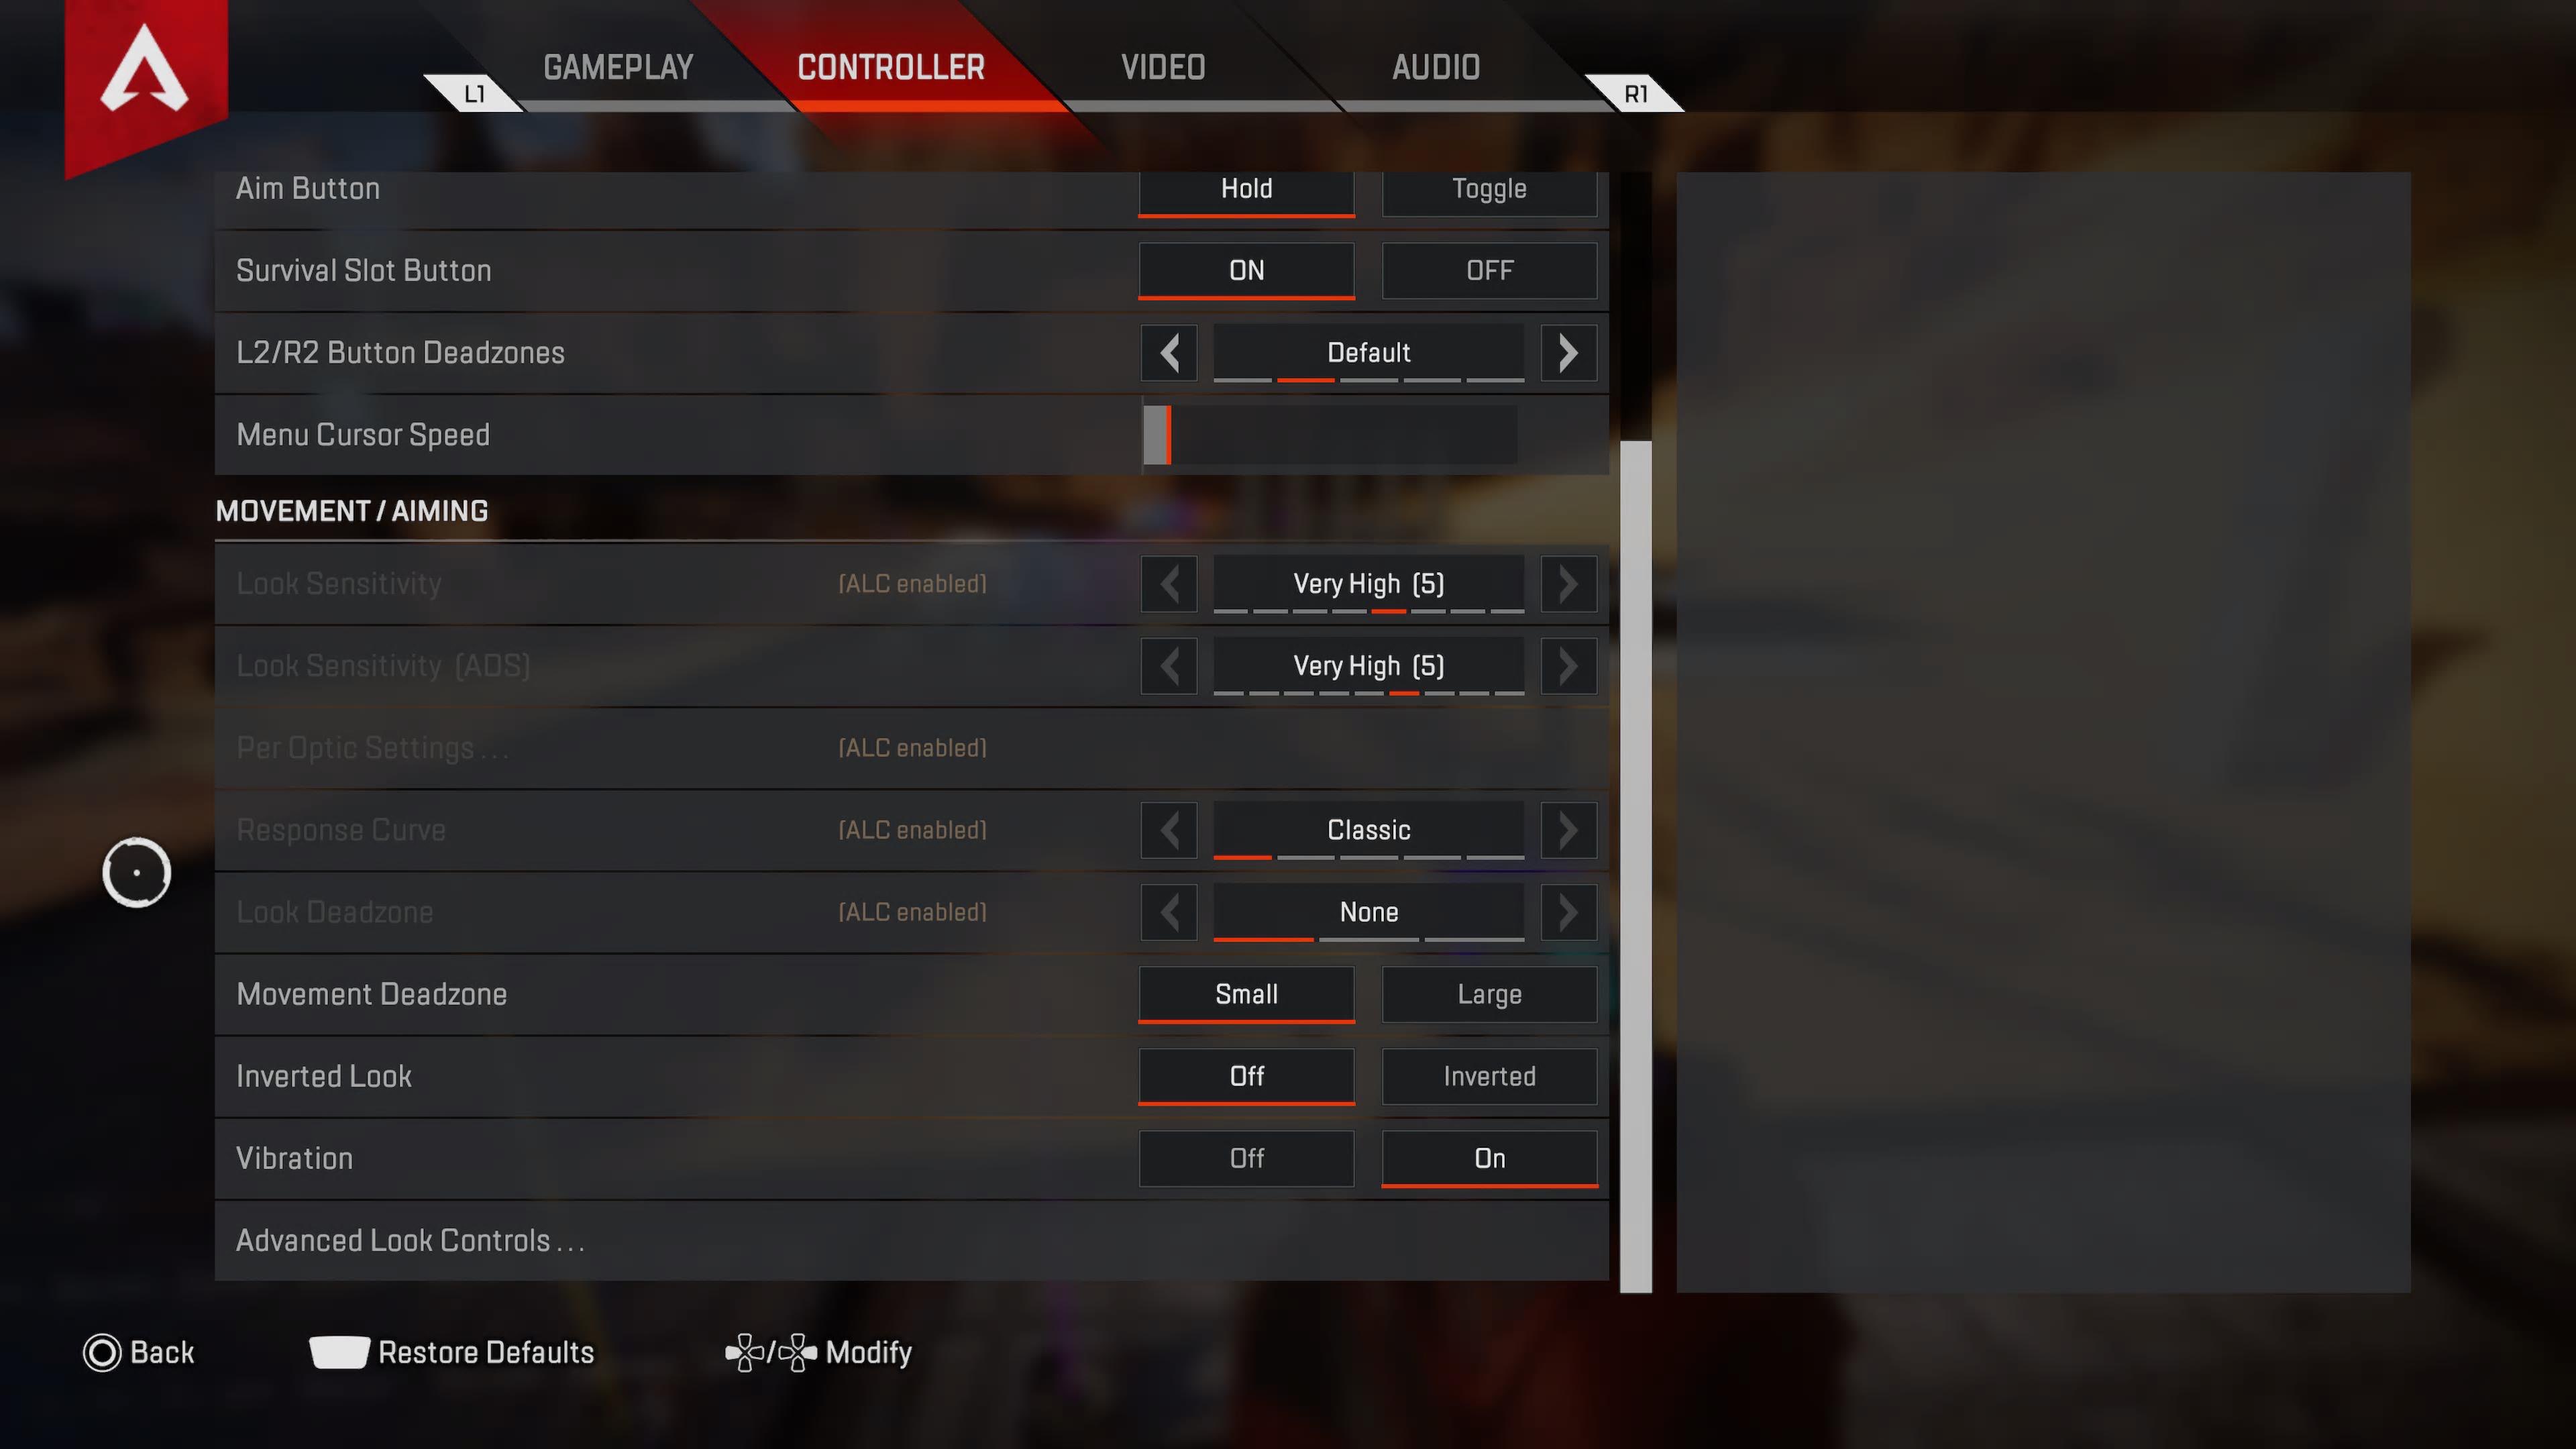 GAMEPLAY CONTROLLER VIDEO AUDIO
L1 R1
Aim Button Hold Toggle
Survival Slot Button ON OFF
L2/R2 Button Deadzones Default
Menu Cursor Speed
MOVEMENT / AIMING
Look Sensitivity (ALC enabled) Very High (5)
Look Sensitivity (ADS) Very High (5)
Per Optic Settings... (ALC enabled)
Response Curve (ALC enabled) Classic
Look Deadzone (ALC enabled) None
Movement Deadzone Small Large
Inverted Look Off Inverted
Vibration Off On
Advanced Look Controls...
Back Restore Defaults / Modify